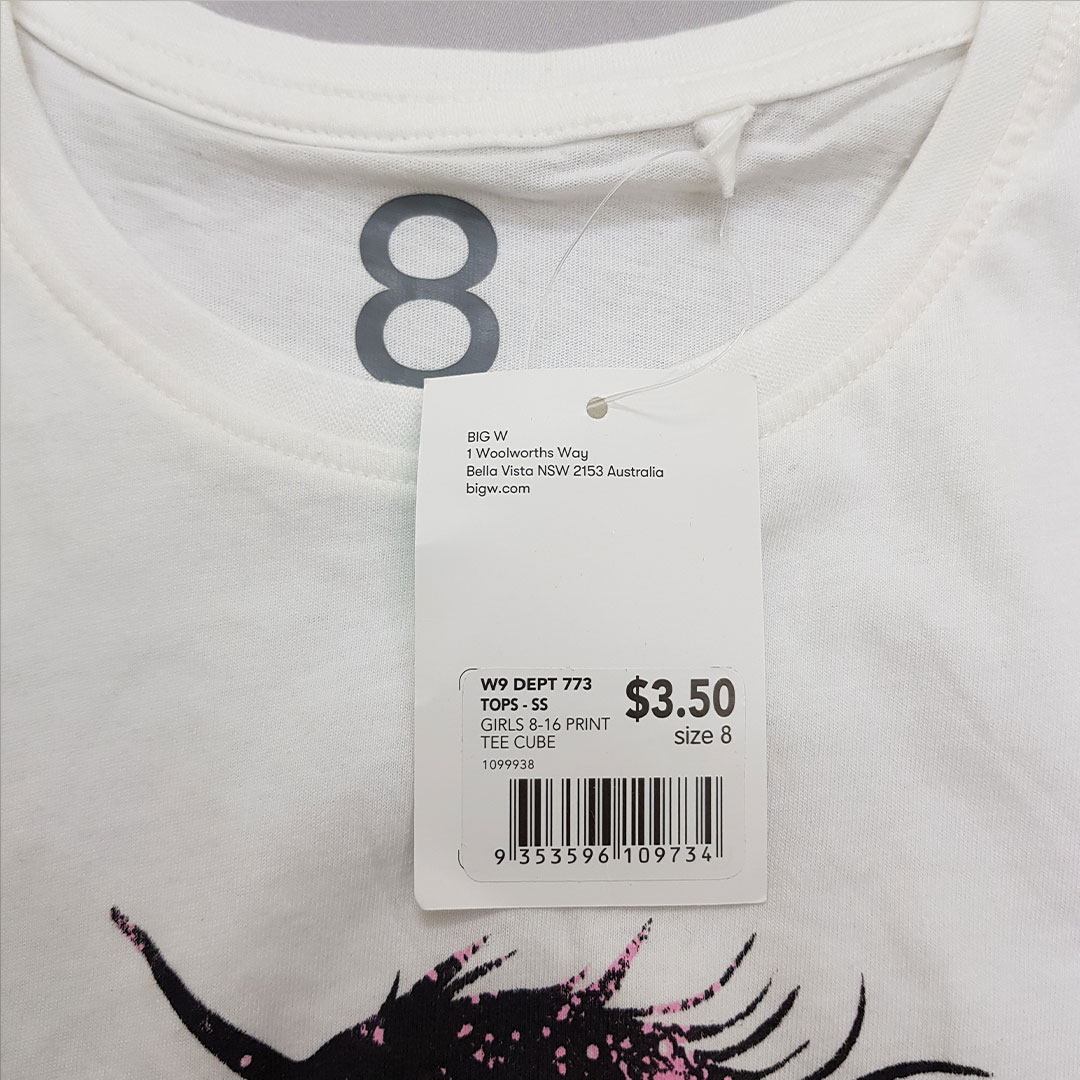 8
BIG W
1 Woolworths Way
Bella Vista NSW 2153 Australia
bigw.com
W9 DEPT 773
TOPS - SS
$3.50
GIRLS 8-16 PRINT
TEE CUBE
size 8
1099938
9 353596 109734